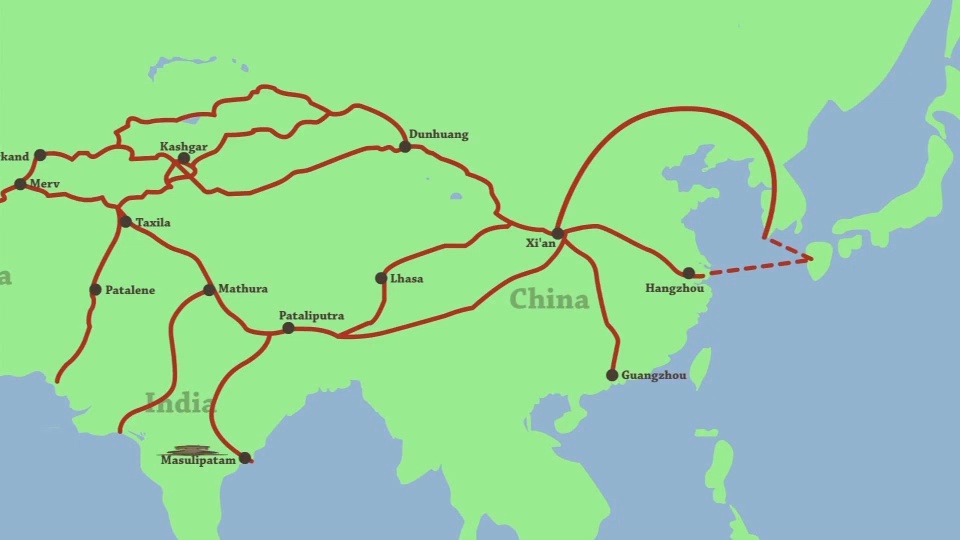 Dunhuang
Kashgar
kand
Merv
Taxila
Xi'an
Lhasa
Patalene
Mathura
Hangzhou
China
Pataliputra
Guangzhou
India
Masulipatam
a